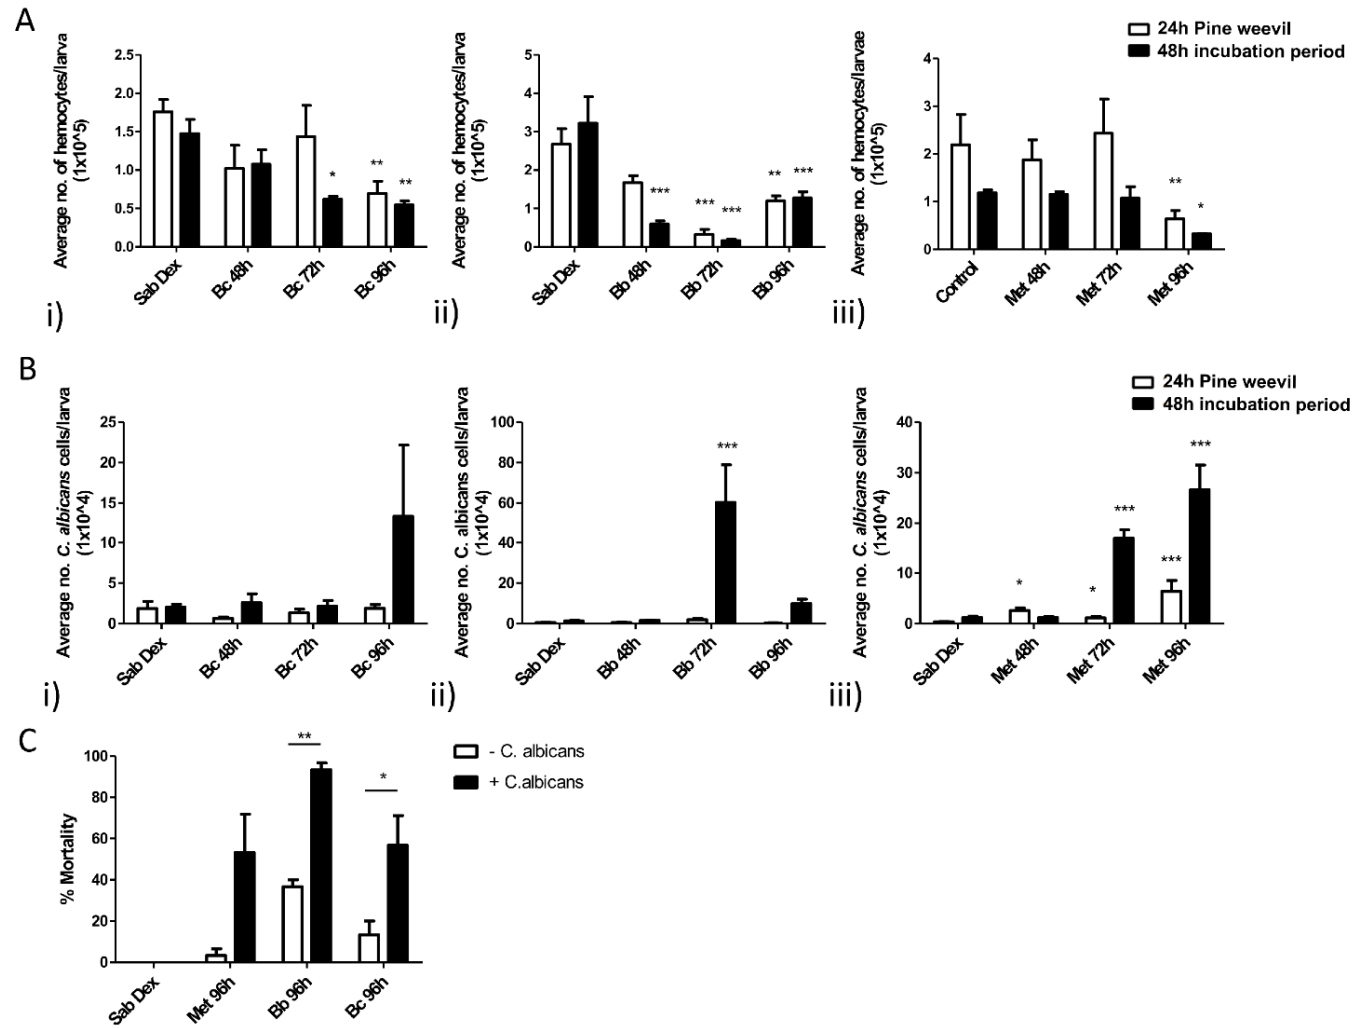 A
24h Pine weevil
48h incubation period
Average no. of hemocytes/larva
(1x10^5)
2.5
2.0
1.5
1.0
0.5
0.0
*
**
**
Sab Dex
Bc 48h
Bc 72h
Bc 96h
i)
Average no. of hemocytes/larva
(1x10^5)
5
4
3
2
1
0
***
***
***
**
***
Sab Dex
Bb 48h
Bb 72h
Bb 96h
ii)
Average no. of hemocytes/larvae
(1x10^5)
4
3
2
1
0
**
*
Control
Met 48h
Met 72h
Met 96h
iii)
B
24h Pine weevil
48h incubation period
Average no. C. albicans cells/larva
(1x10^4)
25
20
15
10
5
0
Sab Dex
Bc 48h
Bc 72h
Bc 96h
i)
Average no. C. albicans cells/larva
(1x10^4)
100
80
60
40
20
0
***
Sab Dex
Bb 48h
Bb 72h
Bb 96h
ii)
Average no. C. albicans cells/larva
(1x10^4)
40
30
20
10
0
*
*
***
***
***
Sab Dex
Met 48h
Met 72h
Met 96h
iii)
C
- C. albicans
+ C.albicans
% Mortality
100
80
60
40
20
0
**
*
Sab Dex
Met 96h
Bb 96h
Bc 96h